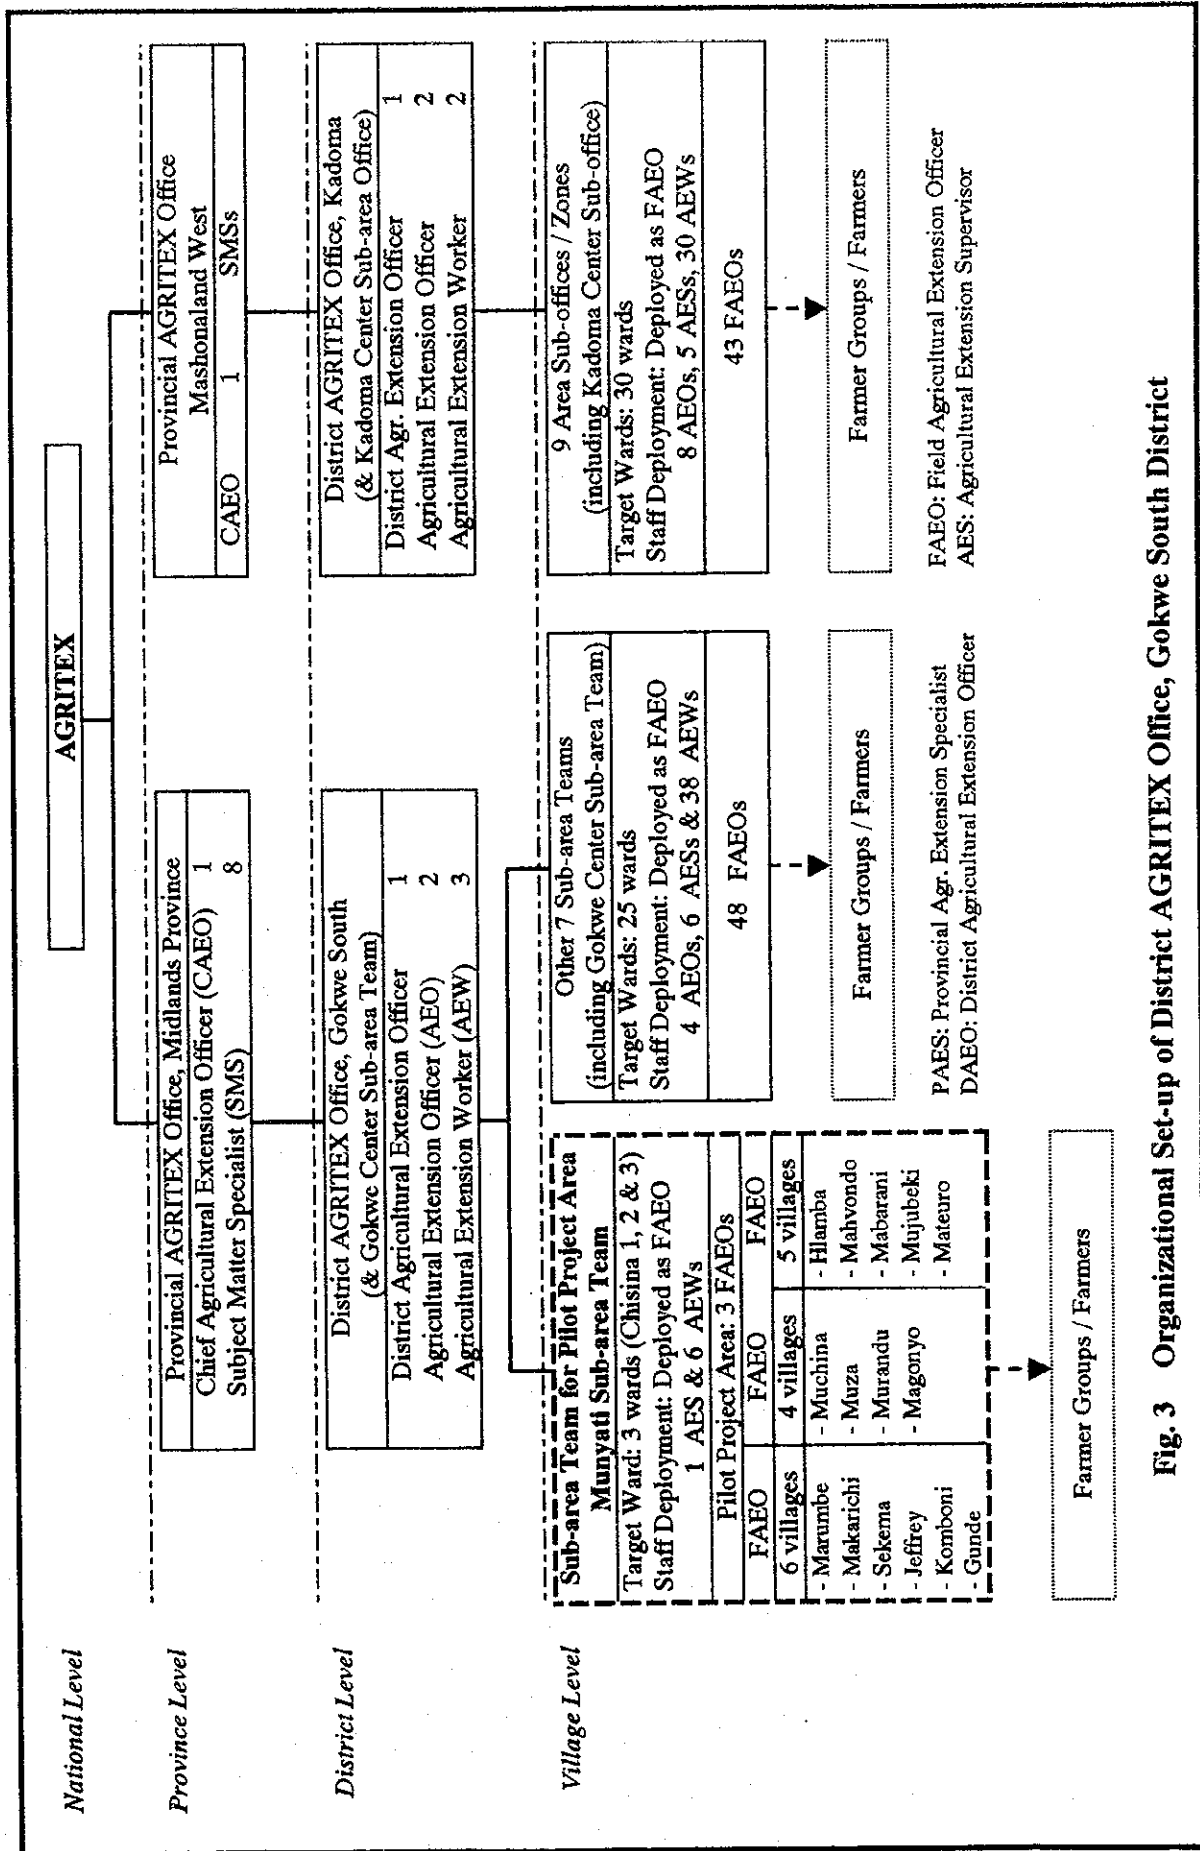 National Level
AGRITEX
Province Level
Provincial AGRITEX Office, Midlands Province
Chief Agricultural Extension Officer (CAEO) 1
Subject Matter Specialist (SMS) 8
Provincial AGRITEX Office
Mashonaland West
CAEO 1 SMSs
District Level
District AGRITEX Office, Gokwe South
(& Gokwe Center Sub-area Team)
District Agricultural Extension Officer 1
Agricultural Extension Officer (AEO) 2
Agricultural Extension Worker (AEW) 3
District AGRITEX Office, Kadoma
(& Kadoma Center Sub-area Office)
District Agr. Extension Officer 1
Agricultural Extension Officer 2
Agricultural Extension Worker 2
Village Level
Sub-area Team for Pilot Project Area
Munyati Sub-area Team
Target Ward: 3 wards (Chisina 1, 2 & 3)
Staff Deployment: Deployed as FAEO
1 AES & 6 AEWs
Pilot Project Area: 3 FAEOs
FAEO FAEO FAEO
6 villages 4 villages 5 villages
- Marumbe - Muchina - Hlamba
- Makarichi - Muza - Mahvondo
- Sekema - Murandu - Mabarani
- Jeffrey - Magonyo - Mujubeki
- Komboni - Mateuro
- Gunde
Farmer Groups / Farmers
Other 7 Sub-area Teams
(including Gokwe Center Sub-area Team)
Target Wards: 25 wards
Staff Deployment: Deployed as FAEO
4 AEOs, 6 AESs & 38 AEWs
48 FAEOs
Farmer Groups / Farmers
9 Area Sub-offices / Zones
(including Kadoma Center Sub-office)
Target Wards: 30 wards
Staff Deployment: Deployed as FAEO
8 AEOs, 5 AESs, 30 AEWs
43 FAEOs
Farmer Groups / Farmers
PAES: Provincial Agr. Extension Specialist
DAEO: District Agricultural Extension Officer
FAEO: Field Agricultural Extension Officer
AES: Agricultural Extension Supervisor
Fig. 3 Organizational Set-up of District AGRITEX Office, Gokwe South District